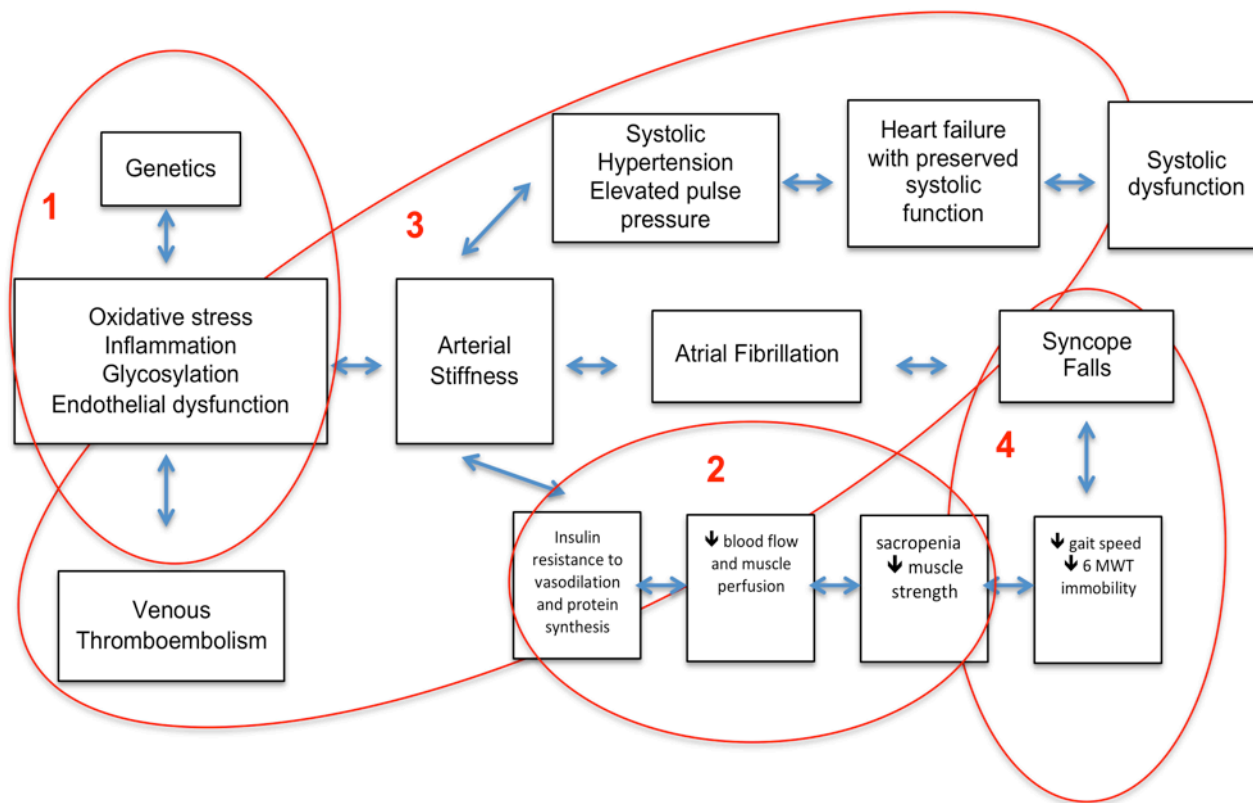 1
Genetics
3
Systolic
Hypertension
Elevated pulse
pressure
Heart failure
with preserved
systolic
function
Systolic
dysfunction
Oxidative stress
Inflammation
Glycosylation
Endothelial dysfunction
Arterial
Stiffness
Atrial Fibrillation
Syncope
Falls
2
4
Venous
Thromboembolism
Insulin
resistance to
vasodilation
and protein
synthesis
↓ blood flow
and muscle
perfusion
sacropenia
↓ muscle
strength
↓ gait speed
↓ 6 MWT
immobility